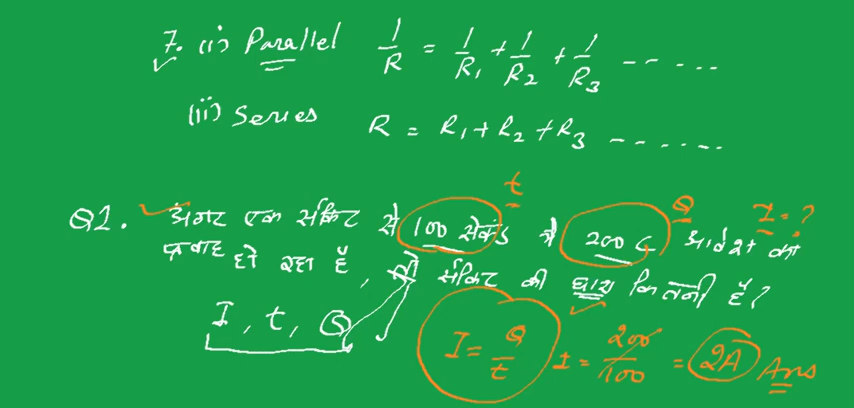 7. (i) Parallel 1/R = 1/R₁ + 1/R₂ + 1/R₃ ------
(ii) Series R = R₁ + R₂ + R₃ ------
t Q I = ?
Q1. अगर एक सर्किट से 100 सेकंड में 200 C आवेश का
प्रवाह हो रहा है, तो सर्किट की धारा कितनी है?
I, t, Q
I = Q/t I = 200/100 = 2A Ans